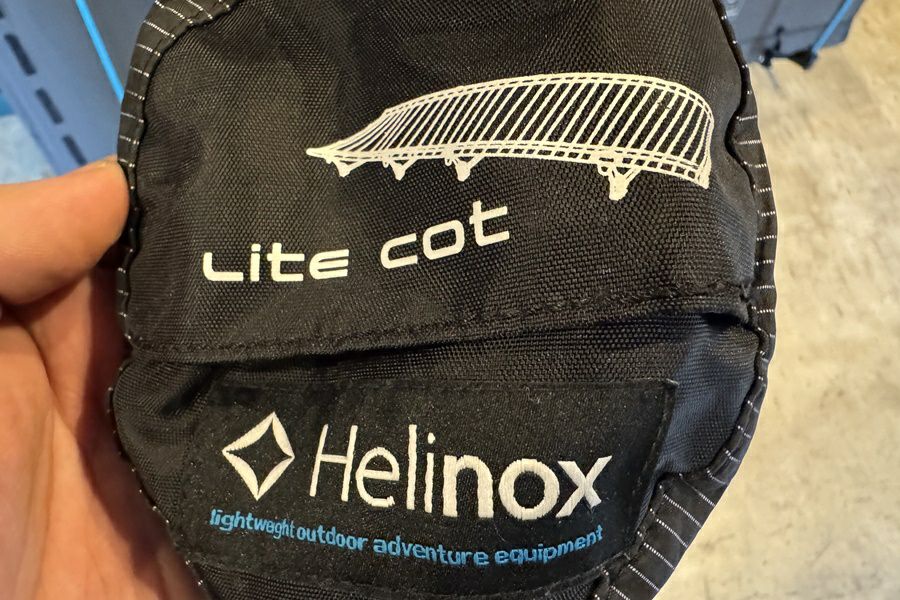 Lite cot
Helinox
lightweight outdoor adventure equipment